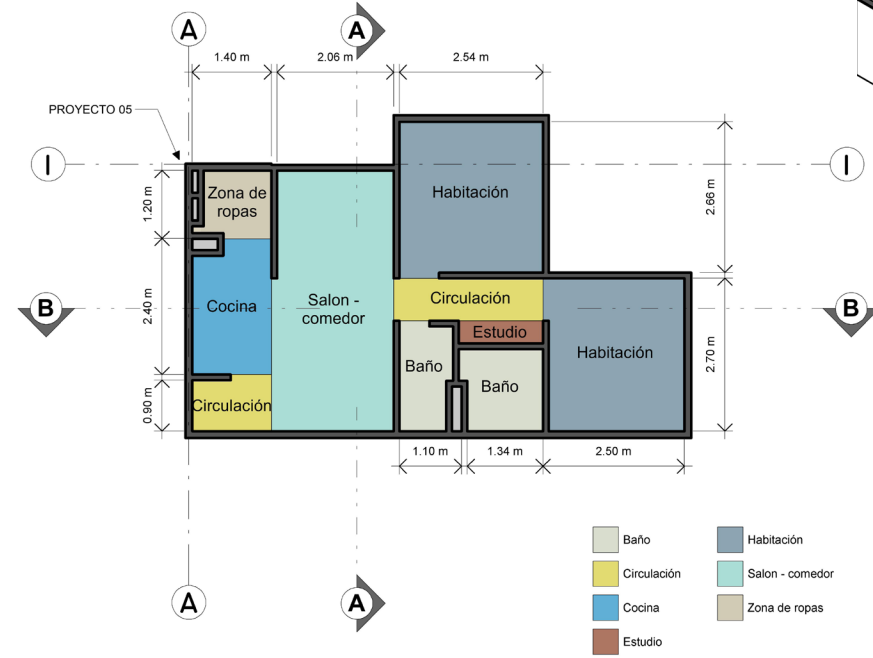 A
A
1.40 m
2.06 m
2.54 m
PROYECTO 05
I
I
Zona de
ropas
Habitación
1.20 m
2.66 m
B
B
Cocina
Salon -
comedor
Circulación
Estudio
Habitación
2.40 m
2.70 m
Baño
Baño
Circulación
0.90 m
1.10 m
1.34 m
2.50 m
A
A
Baño
Habitación
Circulación
Salon - comedor
Cocina
Zona de ropas
Estudio